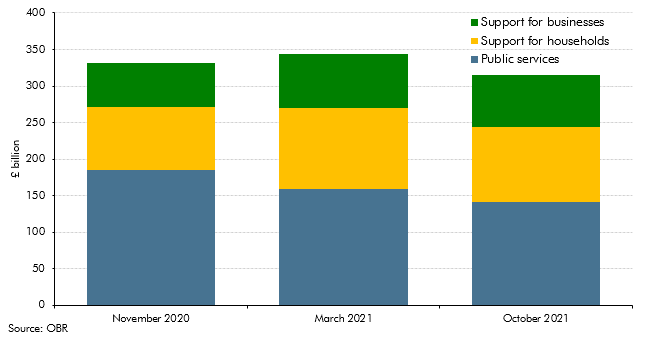 400
350
300
250
200
150
100
50
0
£ billion
Support for businesses
Support for households
Public services
November 2020
March 2021
October 2021
Source: OBR